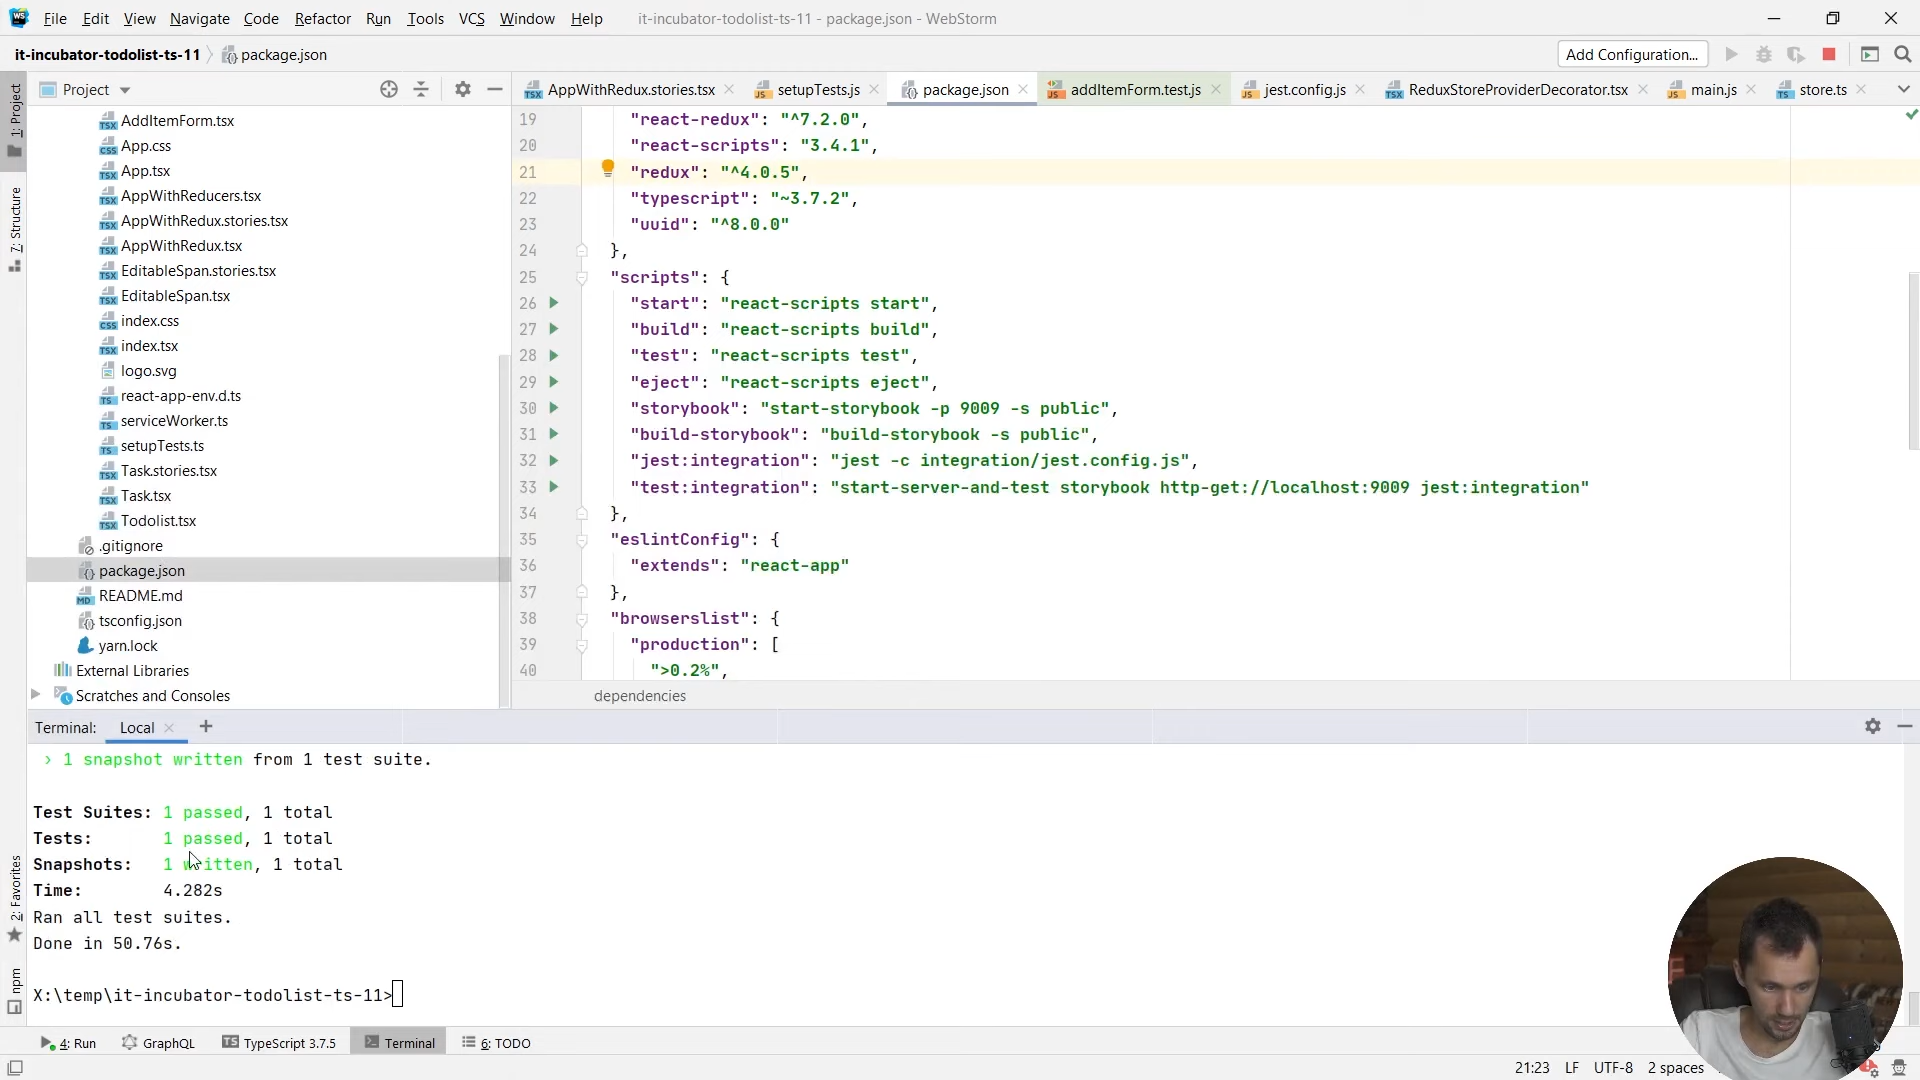 File Edit View Navigate Code Refactor Run Tools VCS Window Help it-incubator-todolist-ts-11 - package.json - WebStorm
it-incubator-todolist-ts-11 package.json Add Configuration...
Project
AppWithRedux.stories.tsx setupTests.js package.json addItemForm.test.js jest.config.js ReduxStoreProviderDecorator.tsx main.js store.ts
1: Project
7: Structure
2: Favorites
npm
AddItemForm.tsx
App.css
App.tsx
AppWithReducers.tsx
AppWithRedux.stories.tsx
AppWithRedux.tsx
EditableSpan.stories.tsx
EditableSpan.tsx
index.css
index.tsx
logo.svg
react-app-env.d.ts
serviceWorker.ts
setupTests.ts
Task.stories.tsx
Task.tsx
Todolist.tsx
.gitignore
package.json
README.md
tsconfig.json
yarn.lock
External Libraries
Scratches and Consoles
19 "react-redux": "^7.2.0",
20 "react-scripts": "3.4.1",
21 "redux": "^4.0.5",
22 "typescript": "~3.7.2",
23 "uuid": "^8.0.0"
24 },
25 "scripts": {
26 "start": "react-scripts start",
27 "build": "react-scripts build",
28 "test": "react-scripts test",
29 "eject": "react-scripts eject",
30 "storybook": "start-storybook -p 9009 -s public",
31 "build-storybook": "build-storybook -s public",
32 "jest:integration": "jest -c integration/jest.config.js",
33 "test:integration": "start-server-and-test storybook http-get://localhost:9009 jest:integration"
34 },
35 "eslintConfig": {
36 "extends": "react-app"
37 },
38 "browserslist": {
39 "production": [
40 ">0.2%",
dependencies
Terminal: Local
› 1 snapshot written from 1 test suite.
Test Suites: 1 passed, 1 total
Tests: 1 passed, 1 total
Snapshots: 1 written, 1 total
Time: 4.282s
Ran all test suites.
Done in 50.76s.
X:\temp\it-incubator-todolist-ts-11>
4: Run GraphQL TypeScript 3.7.5 Terminal 6: TODO
21:23 LF UTF-8 2 spaces